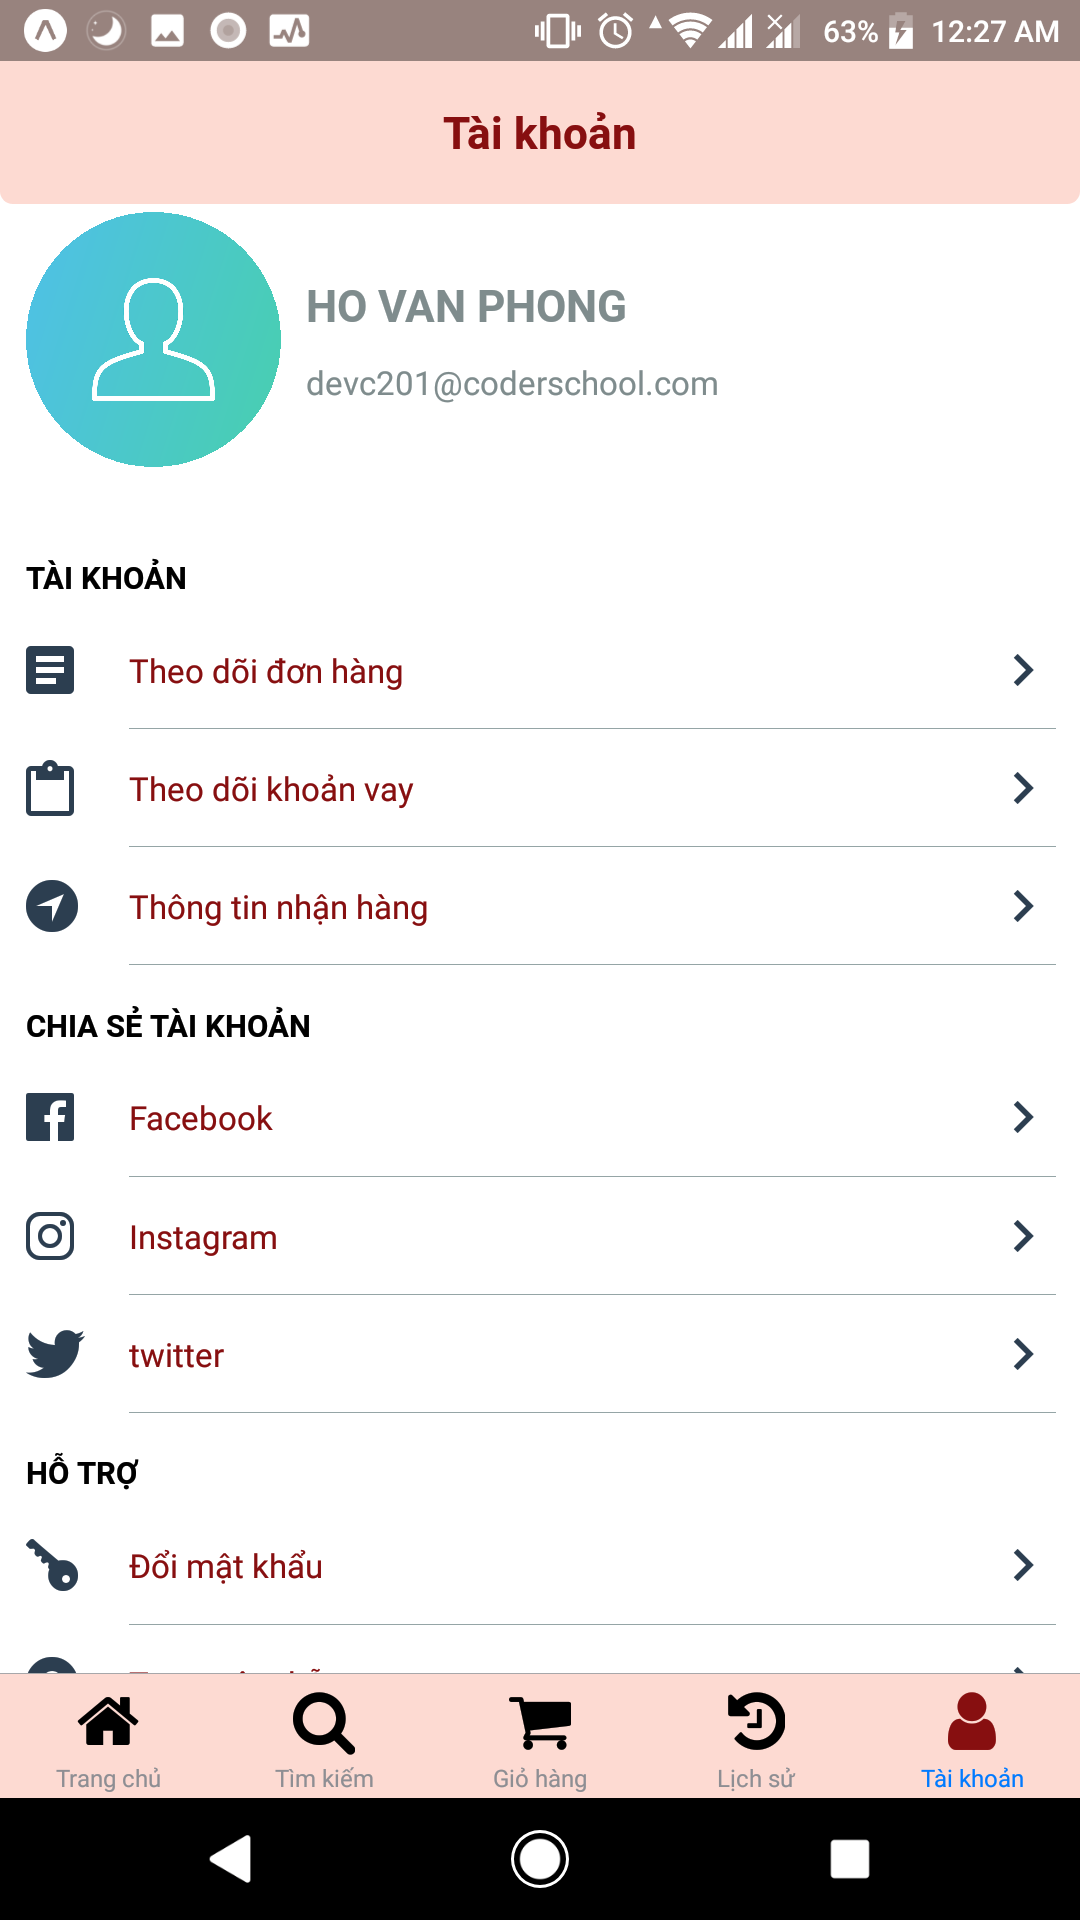 63% 12:27 AM
Tài khoản
HO VAN PHONG
devc201@coderschool.com
TÀI KHOẢN
Theo dõi đơn hàng
Theo dõi khoản vay
Thông tin nhận hàng
CHIA SẺ TÀI KHOẢN
Facebook
Instagram
twitter
HỖ TRỢ
Đổi mật khẩu
Trang chủ
Tìm kiếm
Giỏ hàng
Lịch sử
Tài khoản